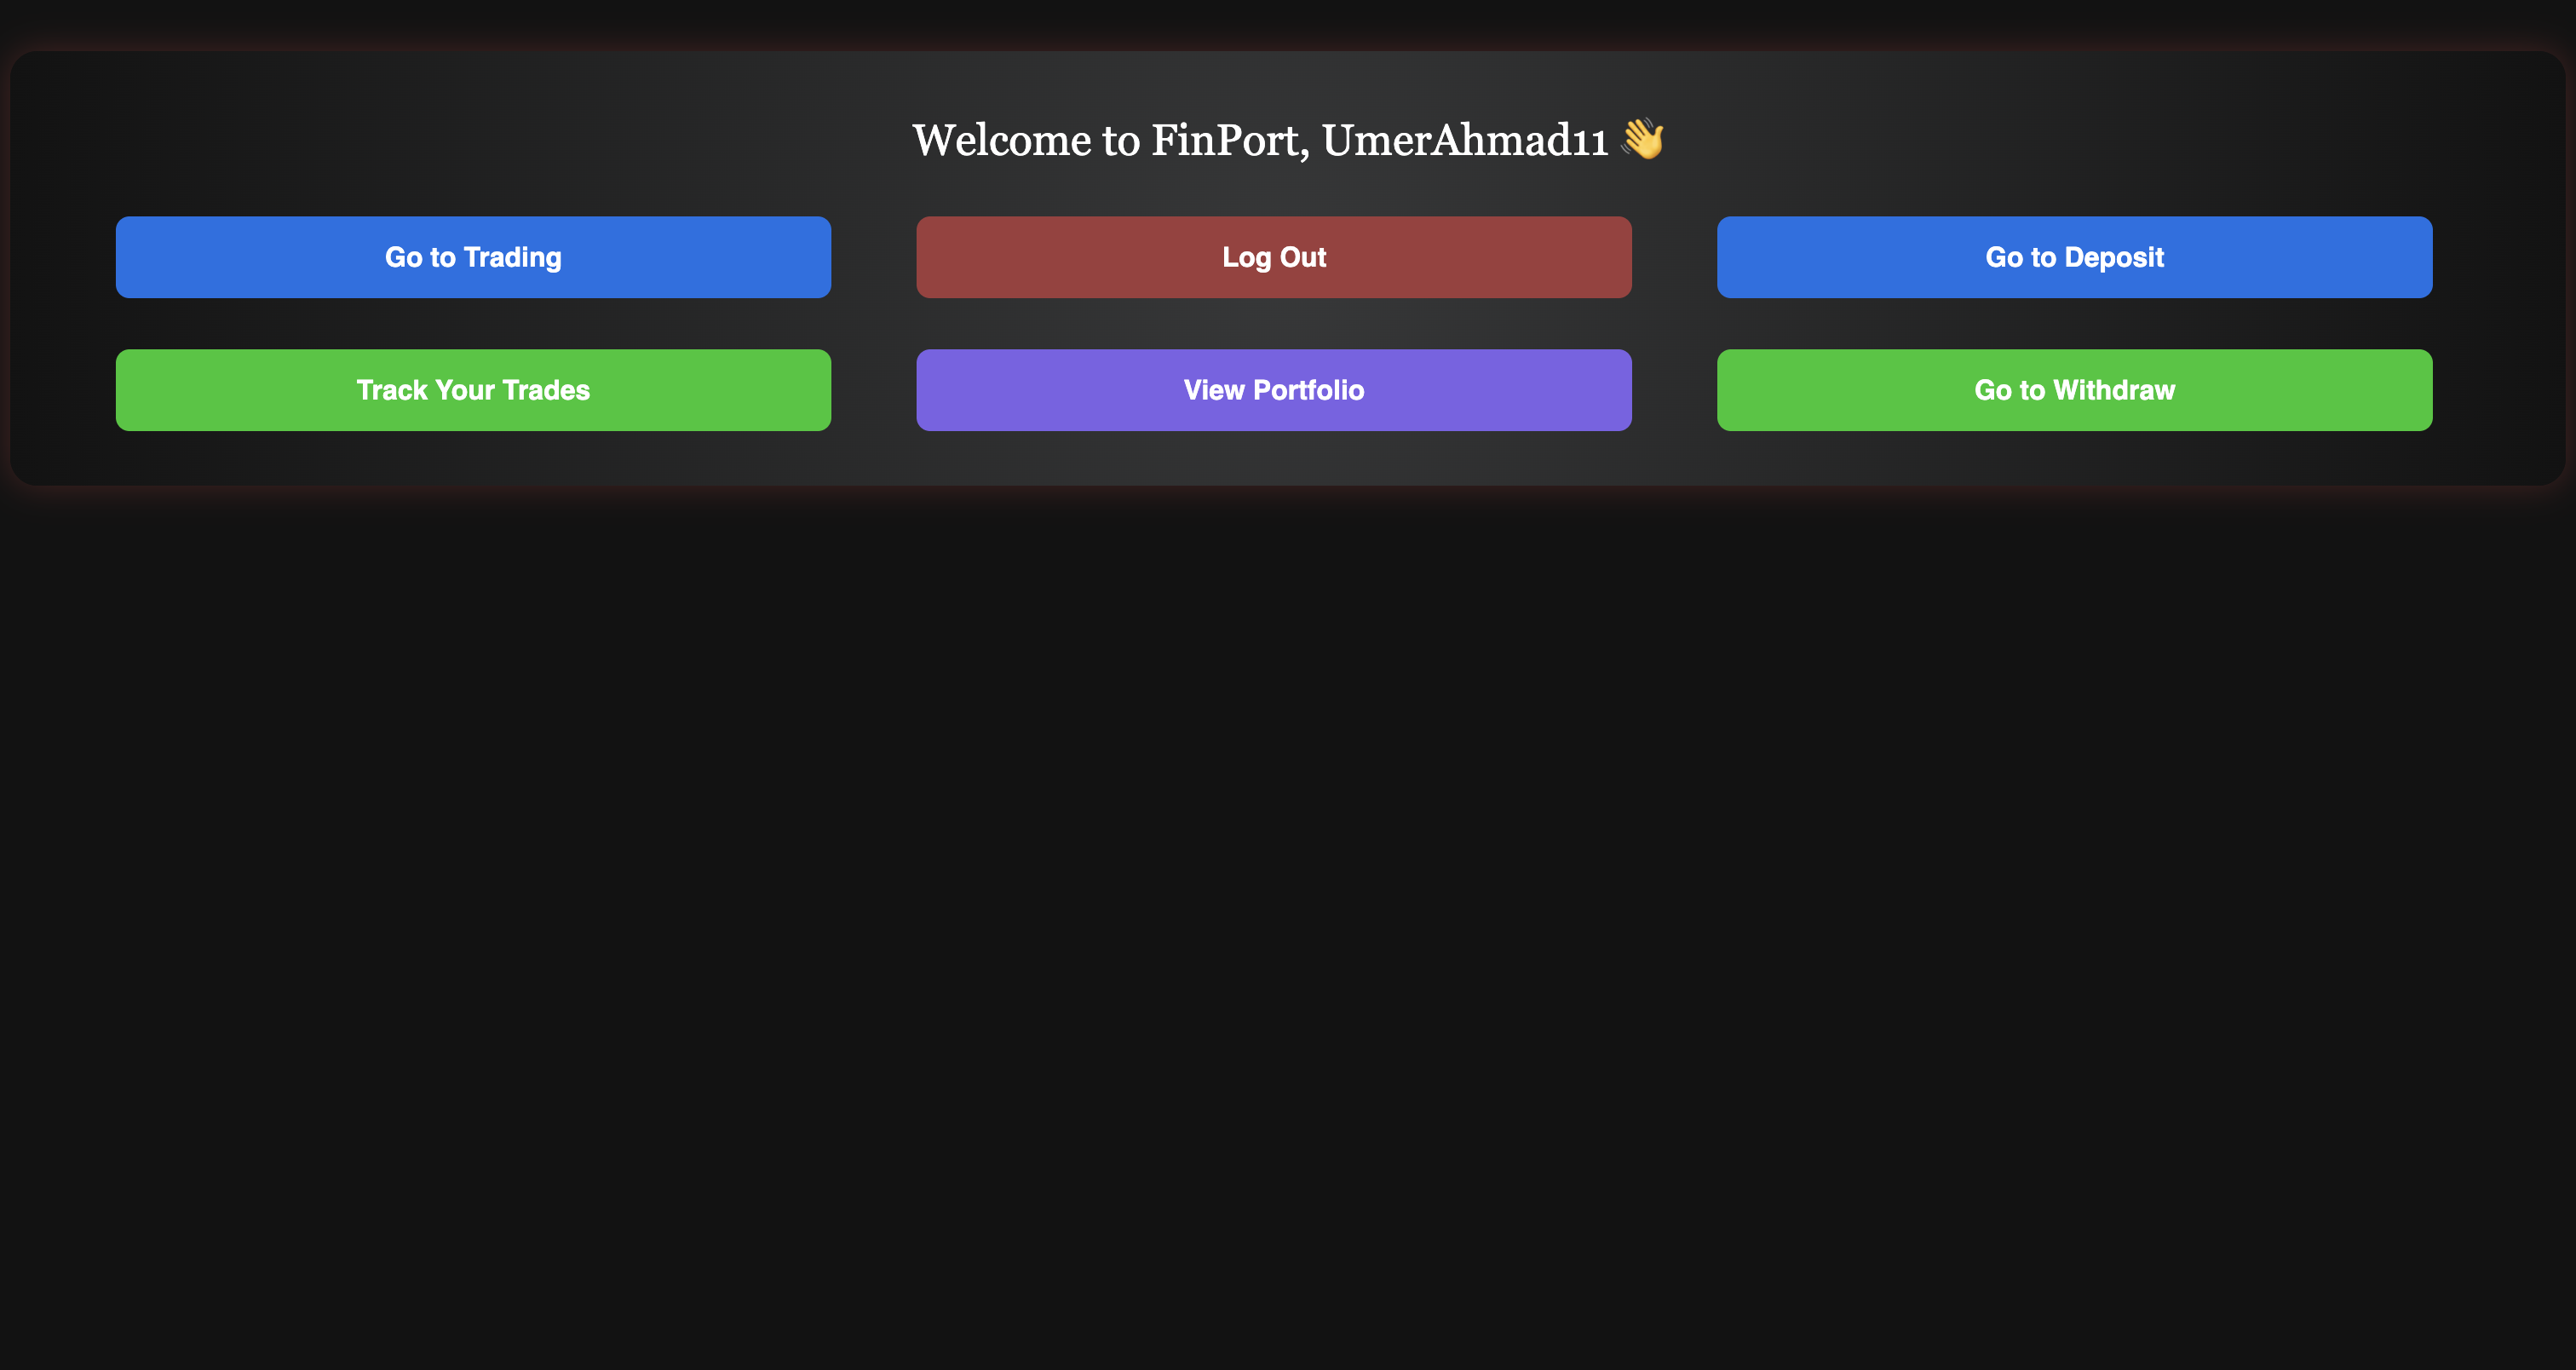 Welcome to FinPort, UmerAhmad11 👋
Go to Trading
Log Out
Go to Deposit
Track Your Trades
View Portfolio
Go to Withdraw